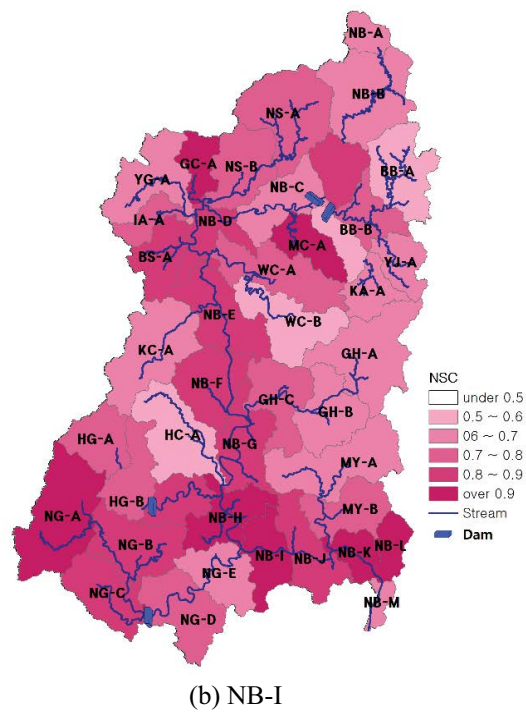 NB-A
NB-B
NS-A
GC-A
NS-B
BB-A
YG-A
NB-C
IA-A
NB-D
BB-B
MC-A
BS-A
WC-A
YJ-A
KA-A
NB-E
WC-B
KC-A
GH-A
NB-F
GH-C
GH-B
HC-A
NB-G
HG-A
MY-A
HG-B
MY-B
NG-A
NB-H
NG-B
NB-I
NB-J
NB-K
NB-L
NG-E
NG-C
NB-M
NG-D
NSC
under 0.5
0.5 ~ 0.6
06 ~ 0.7
0.7 ~ 0.8
0.8 ~ 0.9
over 0.9
Stream
Dam
(b) NB-I